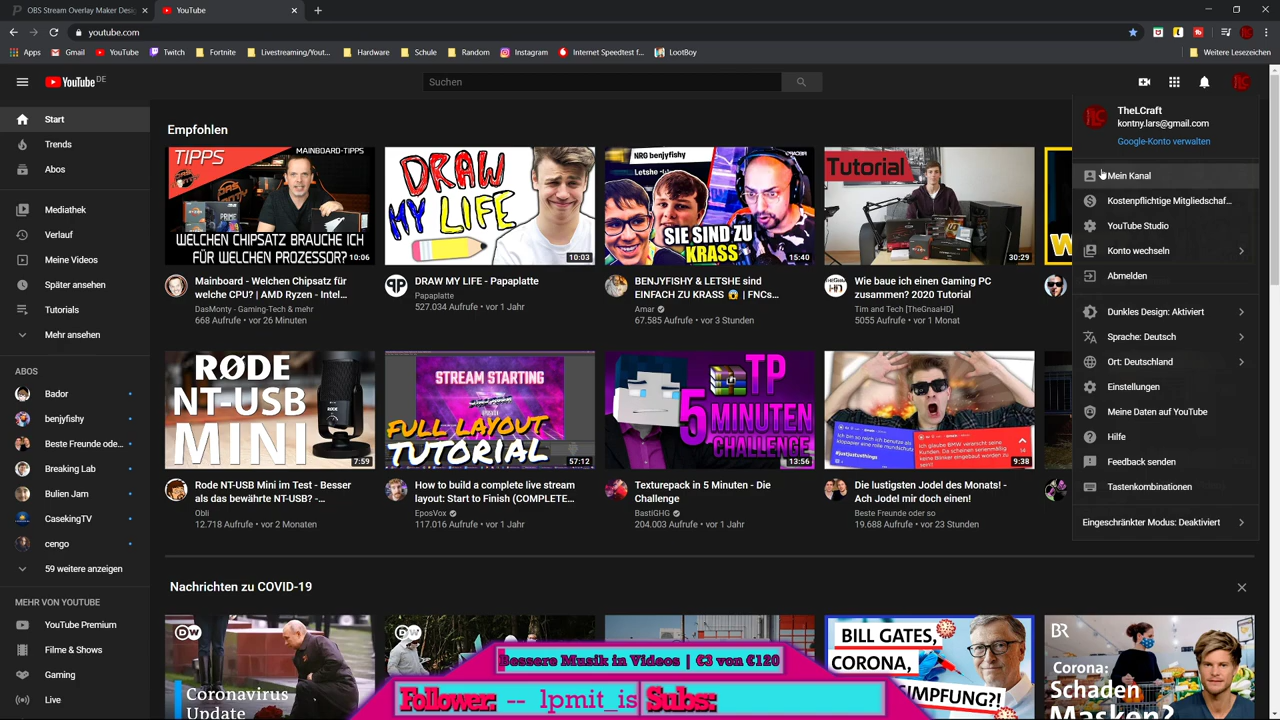 OBS Stream Overlay Maker Desig
YouTube
youtube.com
Apps
Gmail
YouTube
Twitch
Fortnite
Livestreaming/Yout...
Hardware
Schule
Random
Instagram
Internet Speedtest f...
LootBoy
Weitere Lesezeichen
YouTube DE
Suchen
Start
Trends
Abos
Mediathek
Verlauf
Meine Videos
Später ansehen
Tutorials
Mehr ansehen
ABOS
Bador
benjyfishy
Beste Freunde ode...
Breaking Lab
Bulien Jam
CasekingTV
cengo
59 weitere anzeigen
MEHR VON YOUTUBE
YouTube Premium
Filme & Shows
Gaming
Live
Empfohlen
TIPPS
MAINBOARD-TIPPS
WELCHEN CHIPSATZ BRAUCHE ICH
FÜR WELCHEN PROZESSOR?
10:06
Mainboard - Welchen Chipsatz für
welche CPU? | AMD Ryzen - Intel...
DasMonty - Gaming-Tech & mehr
668 Aufrufe • vor 26 Minuten
DRAW
MY LIFE
10:03
DRAW MY LIFE - Papaplatte
Papaplatte
527.034 Aufrufe • vor 1 Jahr
NRG benjyfishy
Letshe
SIND SIE ZU
KRASS
15:40
BENJYFISHY & LETSHE sind
EINFACH ZU KRASS 😱 | FNCs...
Amar
67.585 Aufrufe • vor 3 Stunden
Tutorial
30:29
Wie baue ich einen Gaming PC
zusammen? 2020 Tutorial
Tim and Tech [TheGnaaHD]
5055 Aufrufe • vor 1 Monat
RØDE
NT-USB
MINI
7:59
Rode NT-USB Mini im Test - Besser
als das bewährte NT-USB? -...
Obli
12.718 Aufrufe • vor 2 Monaten
STREAM STARTING
FULL LAYOUT
TUTORIAL
How to build a complete live stream
layout: Start to Finish (COMPLETE...
EposVox
117.016 Aufrufe • vor 1 Jahr
TP
5 MINUTEN
CHALLENGE
13:56
Texturepack in 5 Minuten - Die
Challenge
BastiGHG
204.003 Aufrufe • vor 1 Jahr
9:38
Die lustigsten Jodel des Monats! -
Ach Jodel mir doch einen!
Beste Freunde oder so
19.688 Aufrufe • vor 23 Stunden
TheLCraft
kontny.lars@gmail.com
Google-Konto verwalten
Mein Kanal
Kostenpflichtige Mitgliedschaf...
YouTube Studio
Konto wechseln
Abmelden
Dunkles Design: Aktiviert
Sprache: Deutsch
Ort: Deutschland
Einstellungen
Meine Daten auf YouTube
Hilfe
Feedback senden
Tastenkombinationen
Eingeschränkter Modus: Deaktiviert
Nachrichten zu COVID-19
DW
Coronavirus
Update
DW
BILL GATES,
CORONA,
IMPFUNG?!
BR
Corona:
Schaden
Masken?
Bessere Musik in Videos | €3 von €120
Follower: -- lpmit_is
Subs: